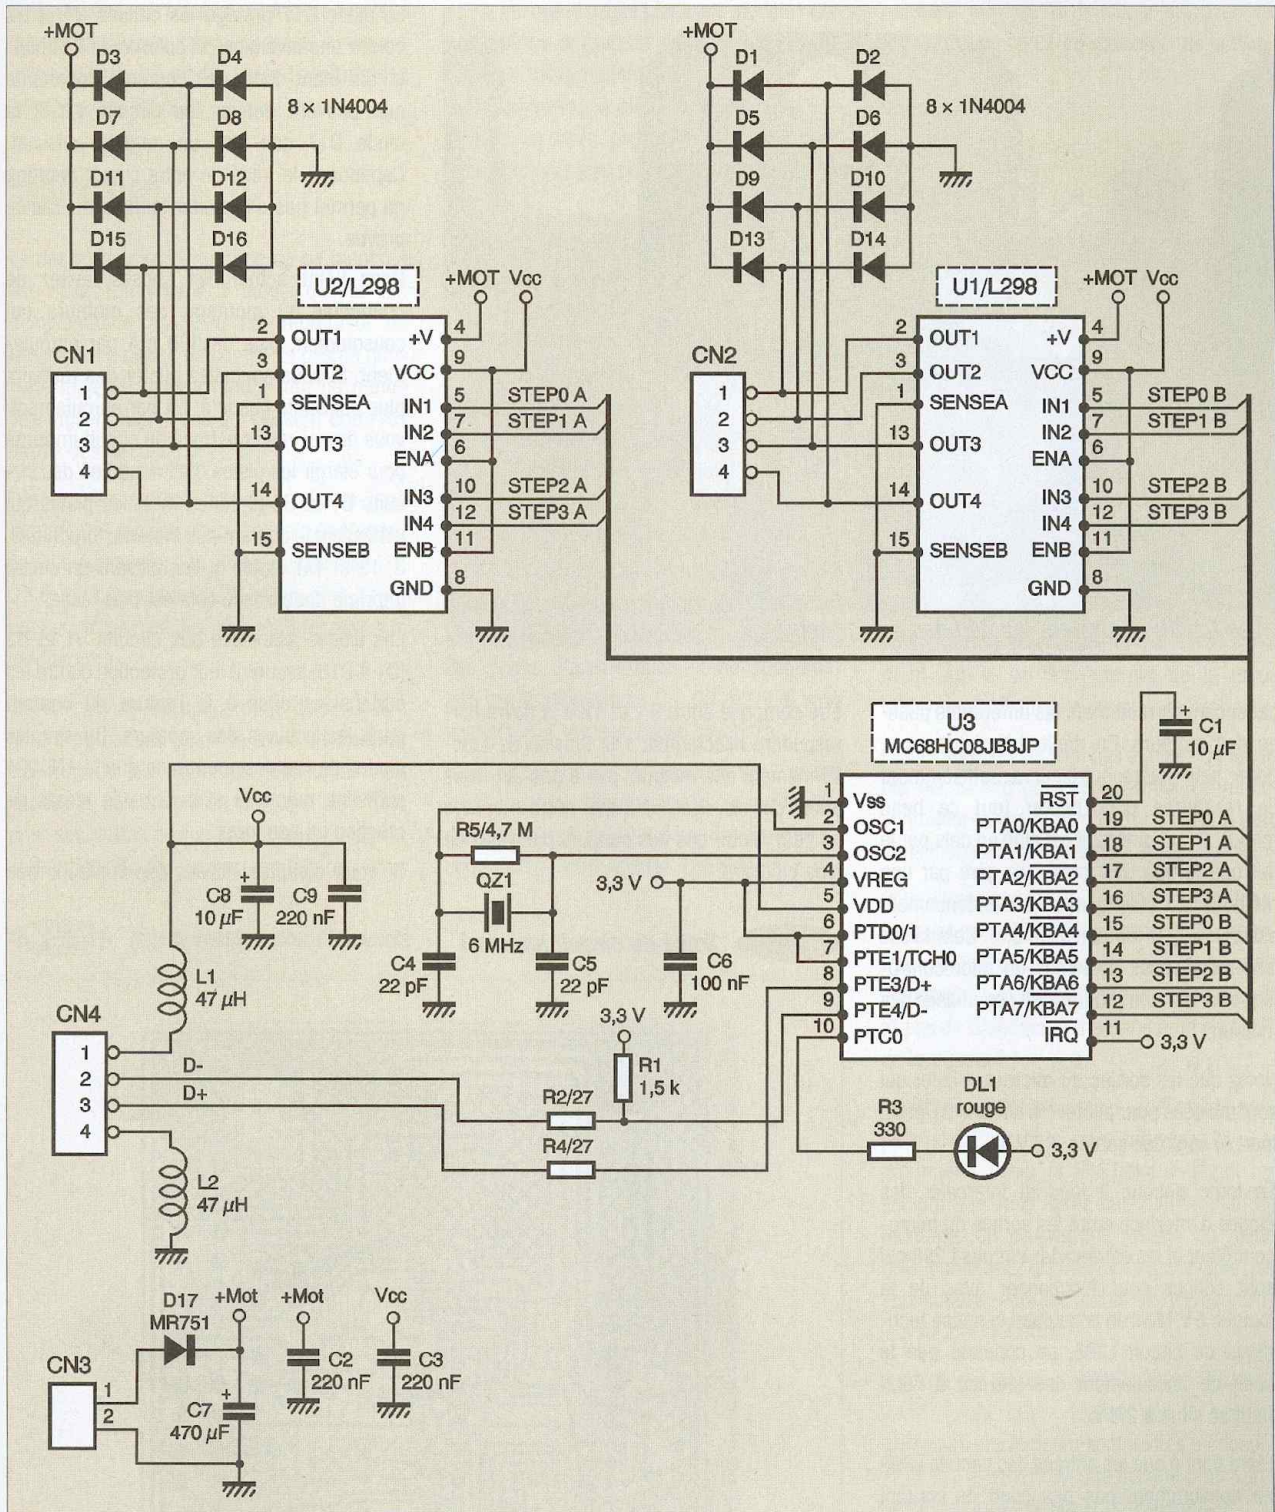 +MOT
D3 D4
8 × 1N4004
D7 D8
D11 D12
D15 D16
U2/L298
+MOT Vcc
CN1
1
2
3
4
2 OUT1
3 OUT2
1 SENSEA
13 OUT3
14 OUT4
15 SENSEB
+V 4
VCC 9
IN1 5 STEP0 A
IN2 7 STEP1 A
ENA 6
IN3 10 STEP2 A
IN4 12 STEP3 A
ENB 11
GND 8
+MOT
D1 D2
8 × 1N4004
D5 D6
D9 D10
D13 D14
U1/L298
+MOT Vcc
CN2
1
2
3
4
2 OUT1
3 OUT2
1 SENSEA
13 OUT3
14 OUT4
15 SENSEB
+V 4
VCC 9
IN1 5 STEP0 B
IN2 7 STEP1 B
ENA 6
IN3 10 STEP2 B
IN4 12 STEP3 B
ENB 11
GND 8
U3
MC68HC08JB8JP
+
C1
10 µF
1 Vss
2 OSC1
3 OSC2
4 VREG
5 VDD
6 PTD0/1
7 PTE1/TCH0
8 PTE3/D+
9 PTE4/D-
10 PTC0
RST 20
PTA0/KBA0 19 STEP0 A
PTA1/KBA1 18 STEP1 A
PTA2/KBA2 17 STEP2 A
PTA3/KBA3 16 STEP3 A
PTA4/KBA4 15 STEP0 B
PTA5/KBA5 14 STEP1 B
PTA6/KBA6 13 STEP2 B
PTA7/KBA7 12 STEP3 B
IRQ 11 3,3 V
Vcc
+
C8
10 µF
C9
220 nF
R5/4,7 M
QZ1
6 MHz
C4
22 pF
C5
22 pF
3,3 V
C6
100 nF
L1
47 µH
CN4
1
2 D-
3 D+
4
L2
47 µH
3,3 V
R1
1,5 k
R2/27
R4/27
R3
330
DL1
rouge
3,3 V
D17
MR751
+Mot
CN3
1
2
+
C7
470 µF
+Mot
C2
220 nF
Vcc
C3
220 nF